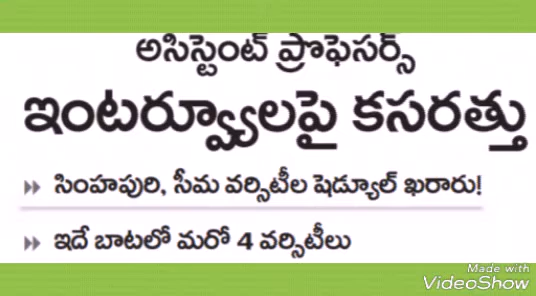 అసిస్టెంట్ ప్రొఫెసర్స్
ఇంటర్వ్యూలపై కసరత్తు
›› సింహపురి, సీమ వర్సిటీల షెడ్యూల్ ఖరారు!
›› ఇదే బాటలో మరో 4 వర్సిటీలు
Made with
VideoShow